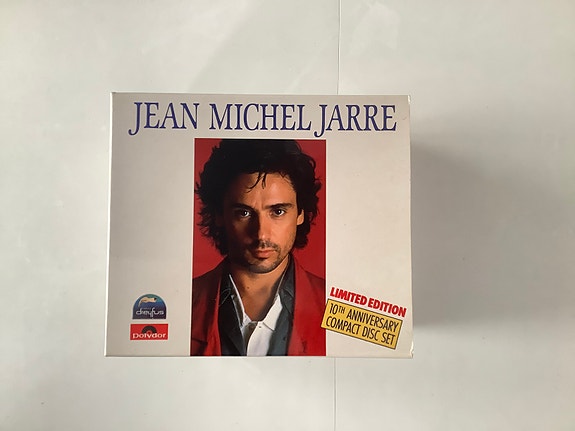 JEAN MICHEL JARRE
LIMITED EDITION
10TH ANNIVERSARY
COMPACT DISC SET
dreyfus
Polydor